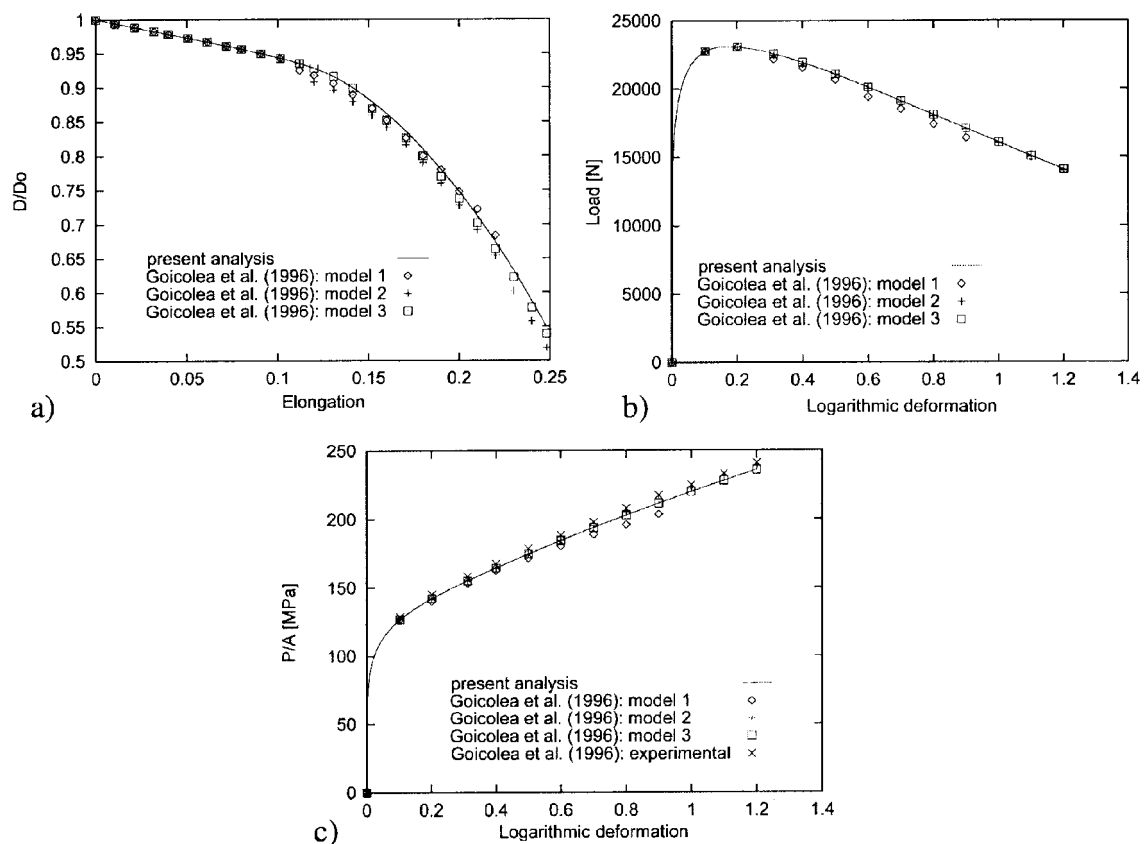 1
0.95
0.9
0.85
0.8
0.75
0.7
0.65
0.6
0.55
0.5
D/Do
present analysis
Goicolea et al. (1996): model 1
Goicolea et al. (1996): model 2
Goicolea et al. (1996): model 3
0 0.05 0.1 0.15 0.2 0.25
Elongation
a)
25000
20000
15000
10000
5000
0
Load [N]
present analysis
Goicolea et al. (1996): model 1
Goicolea et al. (1996): model 2
Goicolea et al. (1996): model 3
0 0.2 0.4 0.6 0.8 1 1.2 1.4
Logarithmic deformation
b)
250
200
150
100
50
0
P/A [MPa]
present analysis
Goicolea et al. (1996): model 1
Goicolea et al. (1996): model 2
Goicolea et al. (1996): model 3
Goicolea et al. (1996): experimental
0 0.2 0.4 0.6 0.8 1 1.2 1.4
Logarithmic deformation
c)